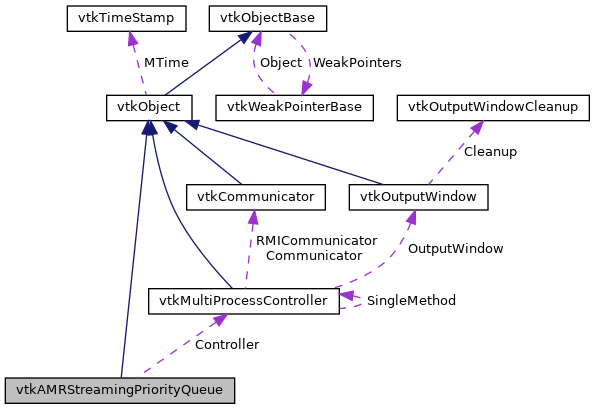 vtkTimeStamp
vtkObjectBase
MTime
Object
WeakPointers
vtkObject
vtkWeakPointerBase
vtkOutputWindowCleanup
Cleanup
vtkCommunicator
vtkOutputWindow
RMICommunicator
Communicator
OutputWindow
vtkMultiProcessController
SingleMethod
Controller
vtkAMRStreamingPriorityQueue